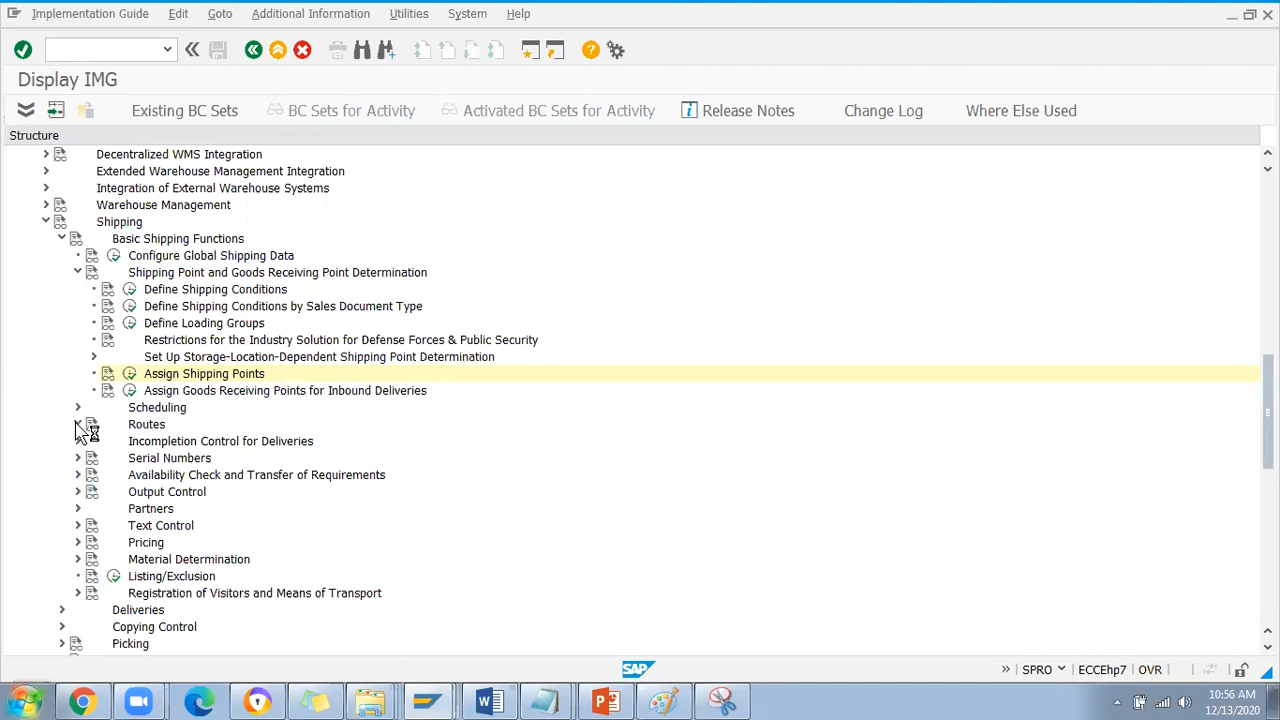 Implementation Guide Edit Goto Additional Information Utilities System Help
Display IMG
Existing BC Sets BC Sets for Activity Activated BC Sets for Activity Release Notes Change Log Where Else Used
Structure
Decentralized WMS Integration
Extended Warehouse Management Integration
Integration of External Warehouse Systems
Warehouse Management
Shipping
Basic Shipping Functions
Configure Global Shipping Data
Shipping Point and Goods Receiving Point Determination
Define Shipping Conditions
Define Shipping Conditions by Sales Document Type
Define Loading Groups
Restrictions for the Industry Solution for Defense Forces & Public Security
Set Up Storage-Location-Dependent Shipping Point Determination
Assign Shipping Points
Assign Goods Receiving Points for Inbound Deliveries
Scheduling
Routes
Incompletion Control for Deliveries
Serial Numbers
Availability Check and Transfer of Requirements
Output Control
Partners
Text Control
Pricing
Material Determination
Listing/Exclusion
Registration of Visitors and Means of Transport
Deliveries
Copying Control
Picking
SAP » SPRO ECCEhp7 OVR
10:56 AM
12/13/2020